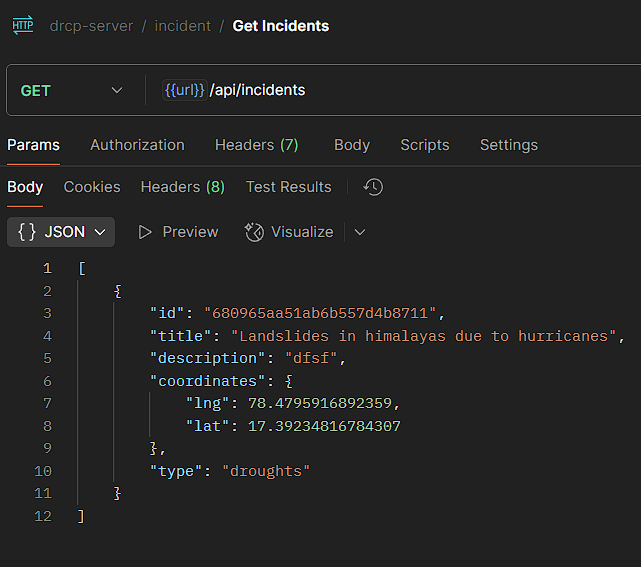 HTTP drcp-server / incident / Get Incidents
GET {{url}} /api/incidents
Params Authorization Headers (7) Body Scripts Settings
Body Cookies Headers (8) Test Results
{} JSON Preview Visualize
1 [
2 {
3 "id": "680965aa51ab6b557d4b8711",
4 "title": "Landslides in himalayas due to hurricanes",
5 "description": "dfsf",
6 "coordinates": {
7 "lng": 78.4795916892359,
8 "lat": 17.39234816784307
9 },
10 "type": "droughts"
11 }
12 ]